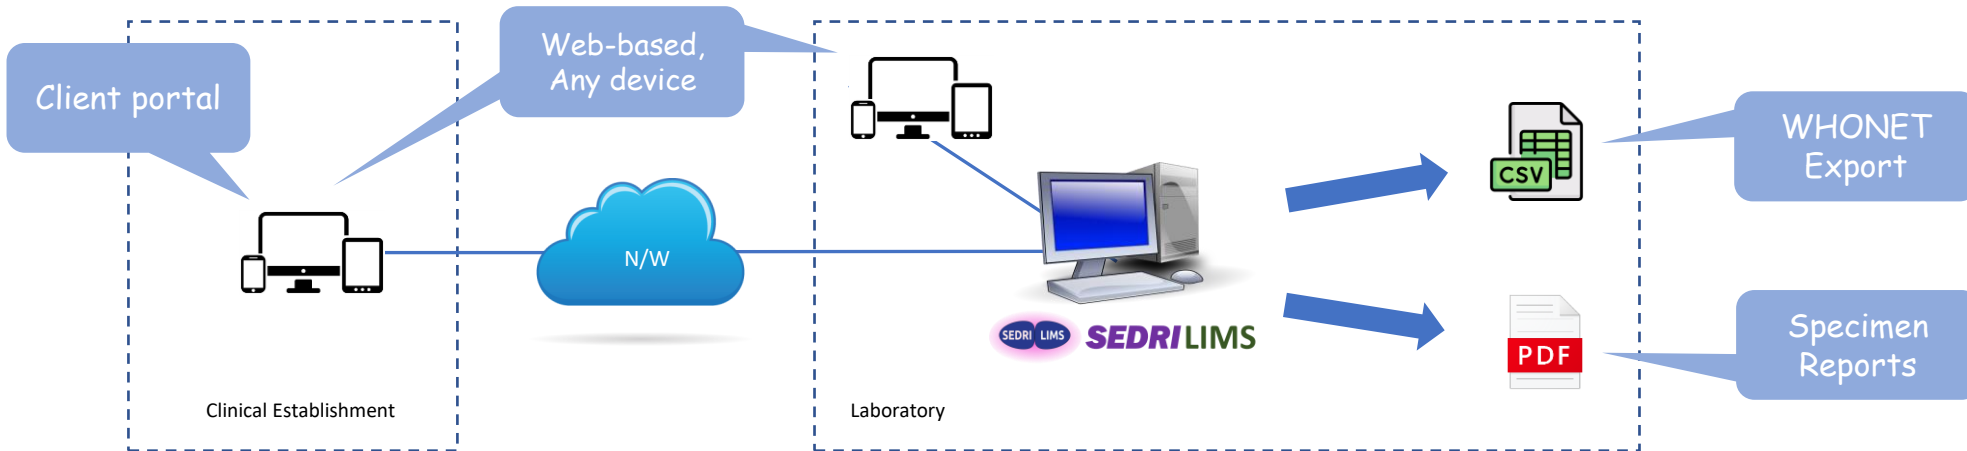 Client portal
Web-based,
Any device
N/W
Clinical Establishment
Laboratory
SEDRI LIMS
SEDRI LIMS
CSV
PDF
WHONET
Export
Specimen
Reports